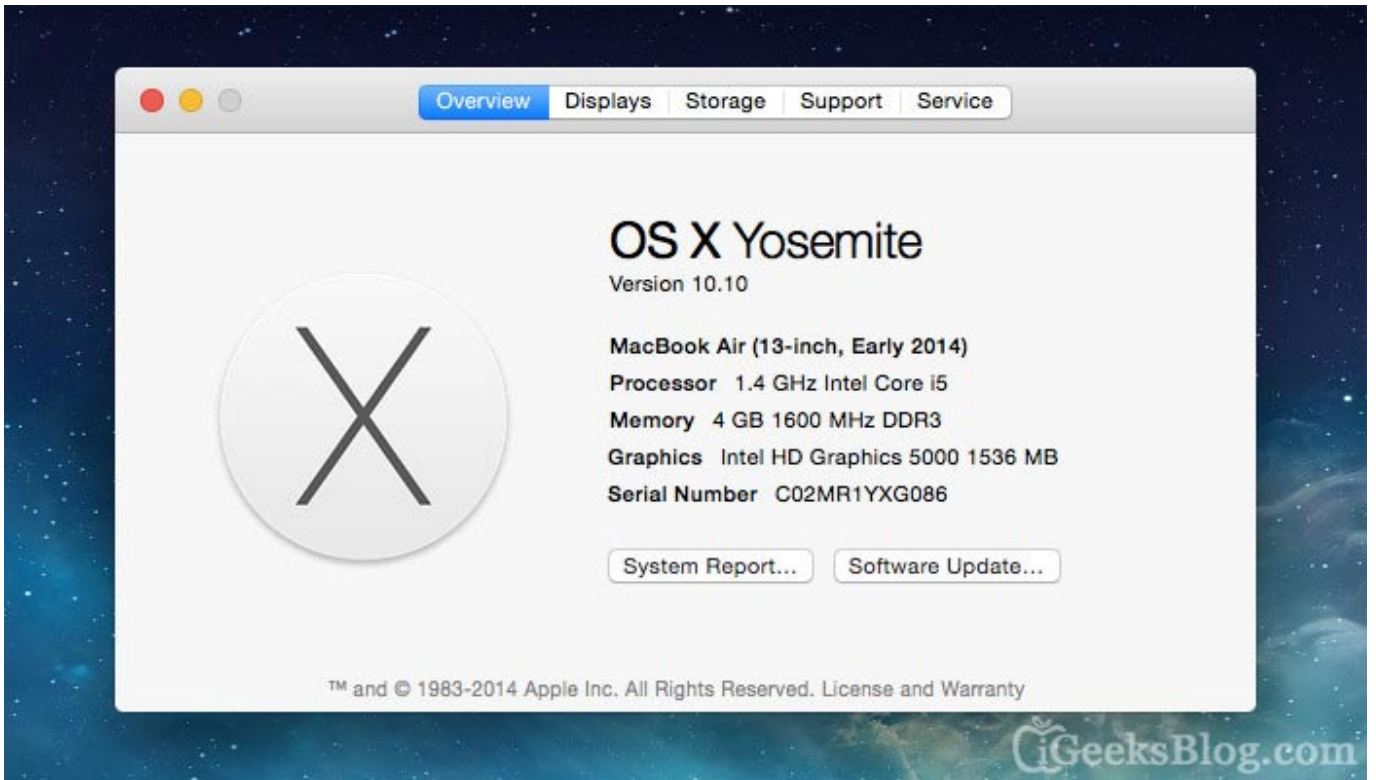 Overview Displays Storage Support Service
OS X Yosemite
Version 10.10
MacBook Air (13-inch, Early 2014)
Processor 1.4 GHz Intel Core i5
Memory 4 GB 1600 MHz DDR3
Graphics Intel HD Graphics 5000 1536 MB
Serial Number C02MR1YXG086
System Report... Software Update...
™ and © 1983-2014 Apple Inc. All Rights Reserved. License and Warranty
iGeeksBlog.com